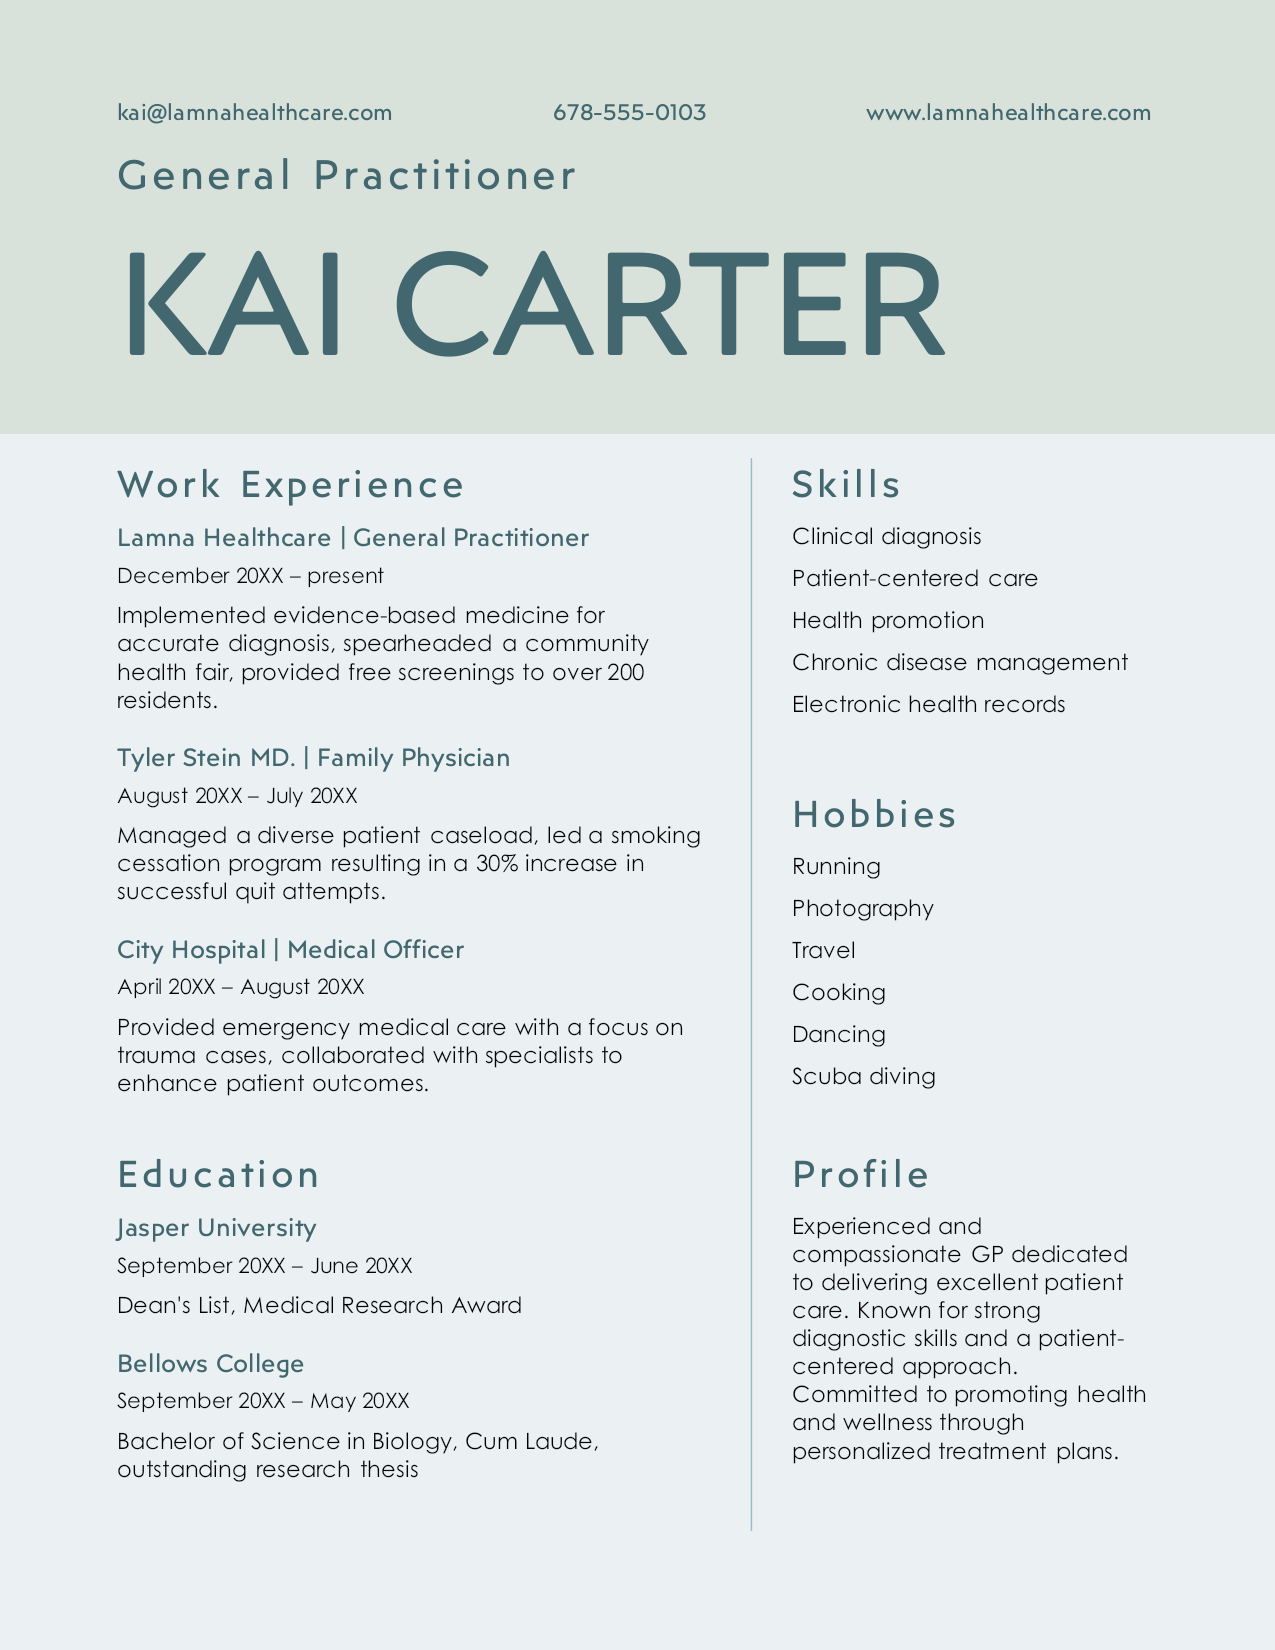 kai@lamnahealthcare.com
678-555-0103
www.lamnahealthcare.com
General Practitioner
KAI CARTER
Work Experience
Lamna Healthcare | General Practitioner
December 20XX – present
Implemented evidence-based medicine for
accurate diagnosis, spearheaded a community
health fair, provided free screenings to over 200
residents.
Tyler Stein MD. | Family Physician
August 20XX – July 20XX
Managed a diverse patient caseload, led a smoking
cessation program resulting in a 30% increase in
successful quit attempts.
City Hospital | Medical Officer
April 20XX – August 20XX
Provided emergency medical care with a focus on
trauma cases, collaborated with specialists to
enhance patient outcomes.
Education
Jasper University
September 20XX – June 20XX
Dean's List, Medical Research Award
Bellows College
September 20XX – May 20XX
Bachelor of Science in Biology, Cum Laude,
outstanding research thesis
Skills
Clinical diagnosis
Patient-centered care
Health promotion
Chronic disease management
Electronic health records
Hobbies
Running
Photography
Travel
Cooking
Dancing
Scuba diving
Profile
Experienced and
compassionate GP dedicated
to delivering excellent patient
care. Known for strong
diagnostic skills and a patient-
centered approach.
Committed to promoting health
and wellness through
personalized treatment plans.